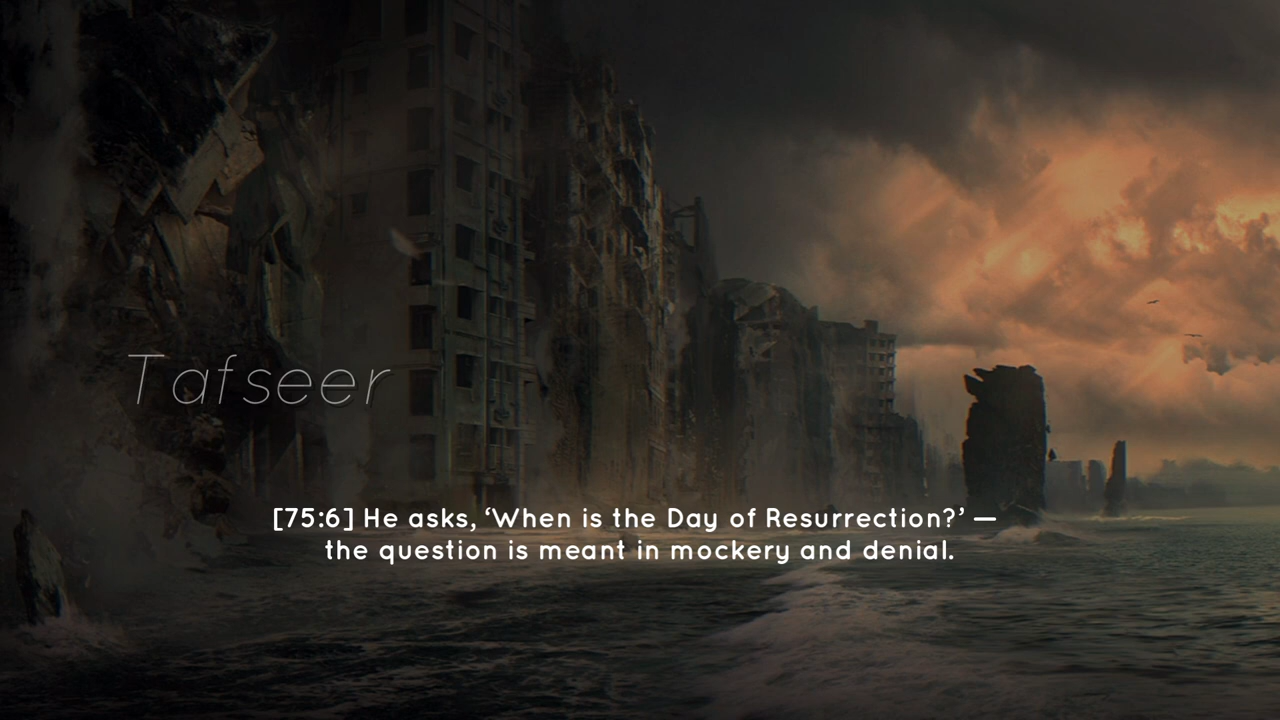 Tafseer
[75:6] He asks, ‘When is the Day of Resurrection?’ —
the question is meant in mockery and denial.